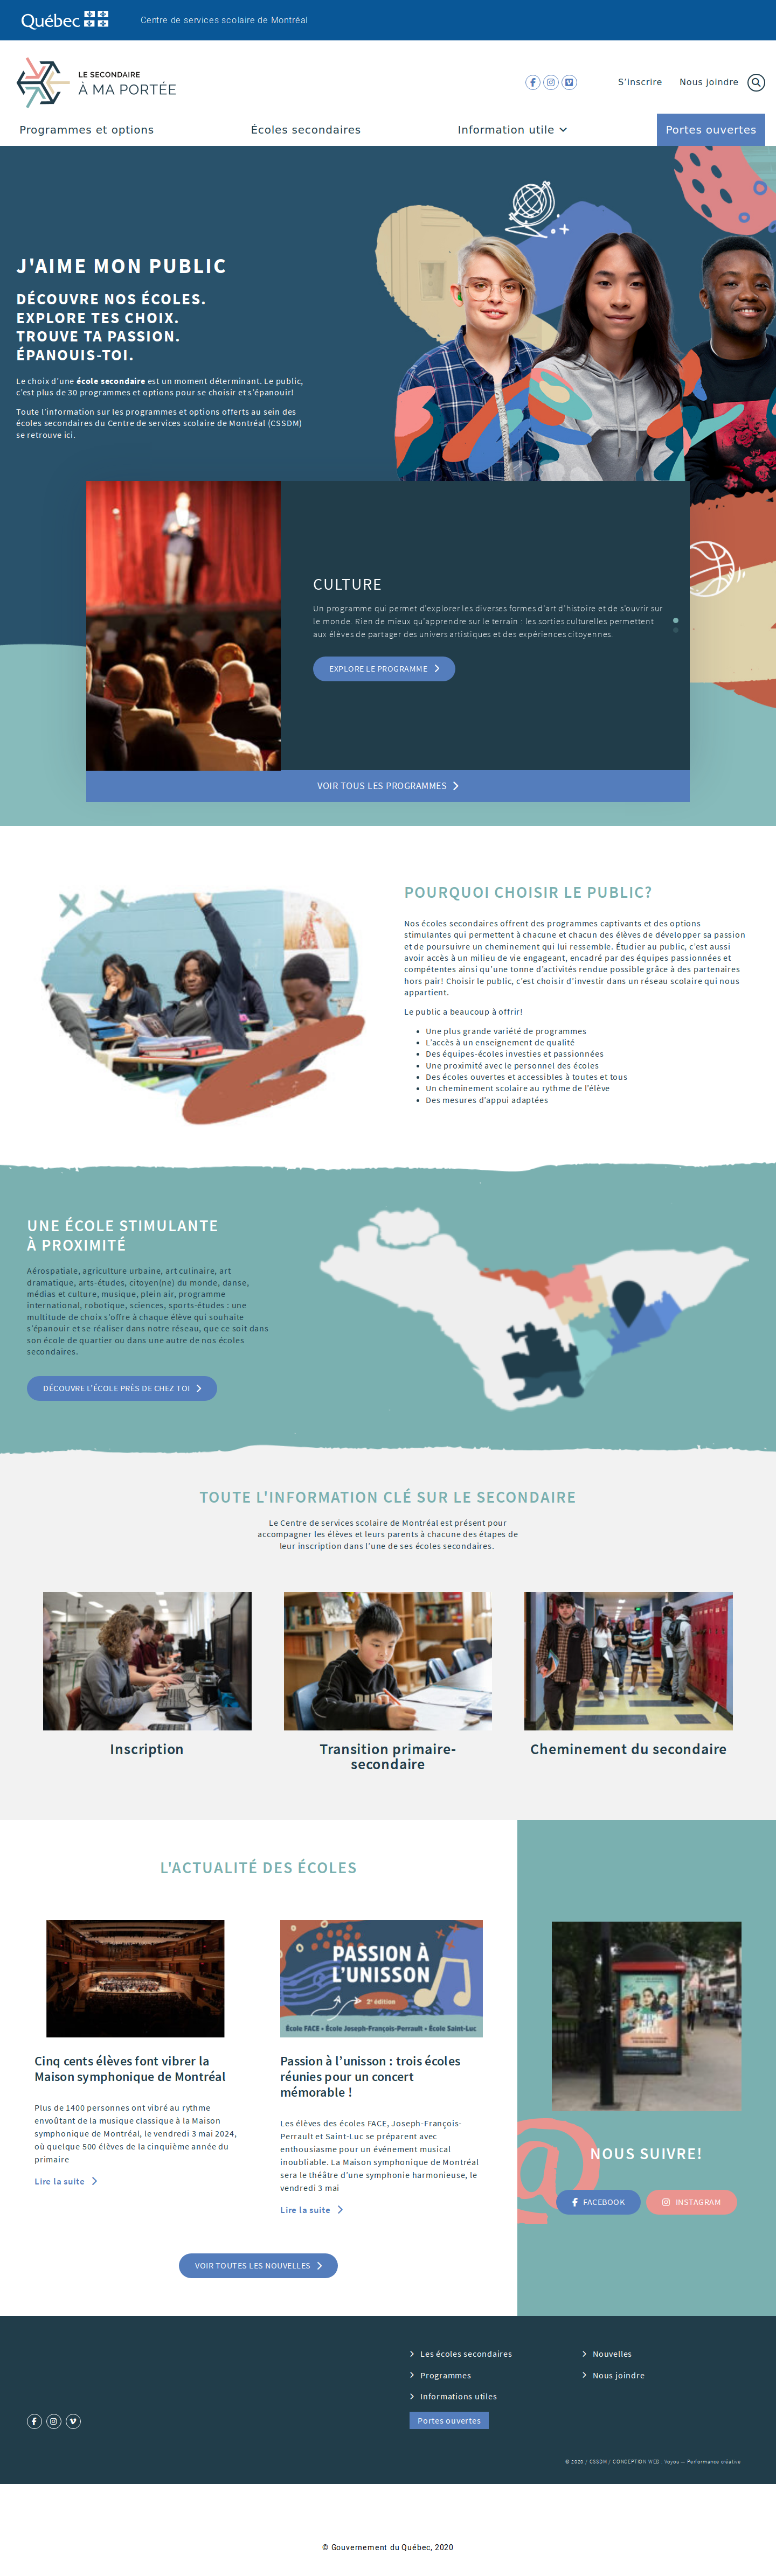 Québec
Centre de services scolaire de Montréal
LE SECONDAIRE
À MA PORTÉE
S'inscrire
Nous joindre
Programmes et options
Écoles secondaires
Information utile
Portes ouvertes
J'AIME MON PUBLIC
DÉCOUVRE NOS ÉCOLES.
EXPLORE TES CHOIX.
TROUVE TA PASSION.
ÉPANOUIS-TOI.
Le choix d'une école secondaire est un moment déterminant. Le public,
c'est plus de 30 programmes et options pour se choisir et s'épanouir!
Toute l'information sur les programmes et options offerts au sein des
écoles secondaires du Centre de services scolaire de Montréal (CSSDM)
se retrouve ici.
CULTURE
Un programme qui permet d'explorer les diverses formes d'art d'histoire et de s'ouvrir sur
le monde. Rien de mieux qu'apprendre sur le terrain : les sorties culturelles permettent
aux élèves de partager des univers artistiques et des expériences citoyennes.
EXPLORE LE PROGRAMME
VOIR TOUS LES PROGRAMMES
POURQUOI CHOISIR LE PUBLIC?
Nos écoles secondaires offrent des programmes captivants et des options
stimulantes qui permettent à chacune et chacun des élèves de développer sa passion
et de poursuivre un cheminement qui lui ressemble. Étudier au public, c'est aussi
avoir accès à un milieu de vie engageant, encadré par des équipes passionnées et
compétentes ainsi qu'une tonne d'activités rendue possible grâce à des partenaires
hors pair! Choisir le public, c'est choisir d'investir dans un réseau scolaire qui nous
appartient.
Le public a beaucoup à offrir!
Une plus grande variété de programmes
L'accès à un enseignement de qualité
Des équipes-écoles investies et passionnées
Une proximité avec le personnel des écoles
Des écoles ouvertes et accessibles à toutes et tous
Un cheminement scolaire au rythme de l'élève
Des mesures d'appui adaptées
UNE ÉCOLE STIMULANTE
À PROXIMITÉ
Aérospatiale, agriculture urbaine, art culinaire, art
dramatique, arts-études, citoyen(ne) du monde, danse,
médias et culture, musique, plein air, programme
international, robotique, sciences, sports-études : une
multitude de choix s'offre à chaque élève qui souhaite
s'épanouir et se réaliser dans notre réseau, que ce soit dans
son école de quartier ou dans une autre de nos écoles
secondaires.
DÉCOUVRE L'ÉCOLE PRÈS DE CHEZ TOI
TOUTE L'INFORMATION CLÉ SUR LE SECONDAIRE
Le Centre de services scolaire de Montréal est présent pour
accompagner les élèves et leurs parents à chacune des étapes de
leur inscription dans l'une de ses écoles secondaires.
Inscription
Transition primaire-
secondaire
Cheminement du secondaire
L'ACTUALITÉ DES ÉCOLES
PASSION À
L'UNISSON
2e édition
École FACE • École Joseph-François-Perrault • École Saint-Luc
Cinq cents élèves font vibrer la
Maison symphonique de Montréal
Plus de 1400 personnes ont vibré au rythme
envoûtant de la musique classique à la Maison
symphonique de Montréal, le vendredi 3 mai 2024,
où quelque 500 élèves de la cinquième année du
primaire
Lire la suite
Passion à l'unisson : trois écoles
réunies pour un concert
mémorable !
Les élèves des écoles FACE, Joseph-François-
Perrault et Saint-Luc se préparent avec
enthousiasme pour un événement musical
inoubliable. La Maison symphonique de Montréal
sera le théâtre d'une symphonie harmonieuse, le
vendredi 3 mai
Lire la suite
VOIR TOUTES LES NOUVELLES
@
NOUS SUIVRE!
FACEBOOK
INSTAGRAM
Les écoles secondaires
Programmes
Informations utiles
Portes ouvertes
Nouvelles
Nous joindre
© 2020 / CSSDM / CONCEPTION WEB : Voyou — Performance créative
© Gouvernement du Québec, 2020